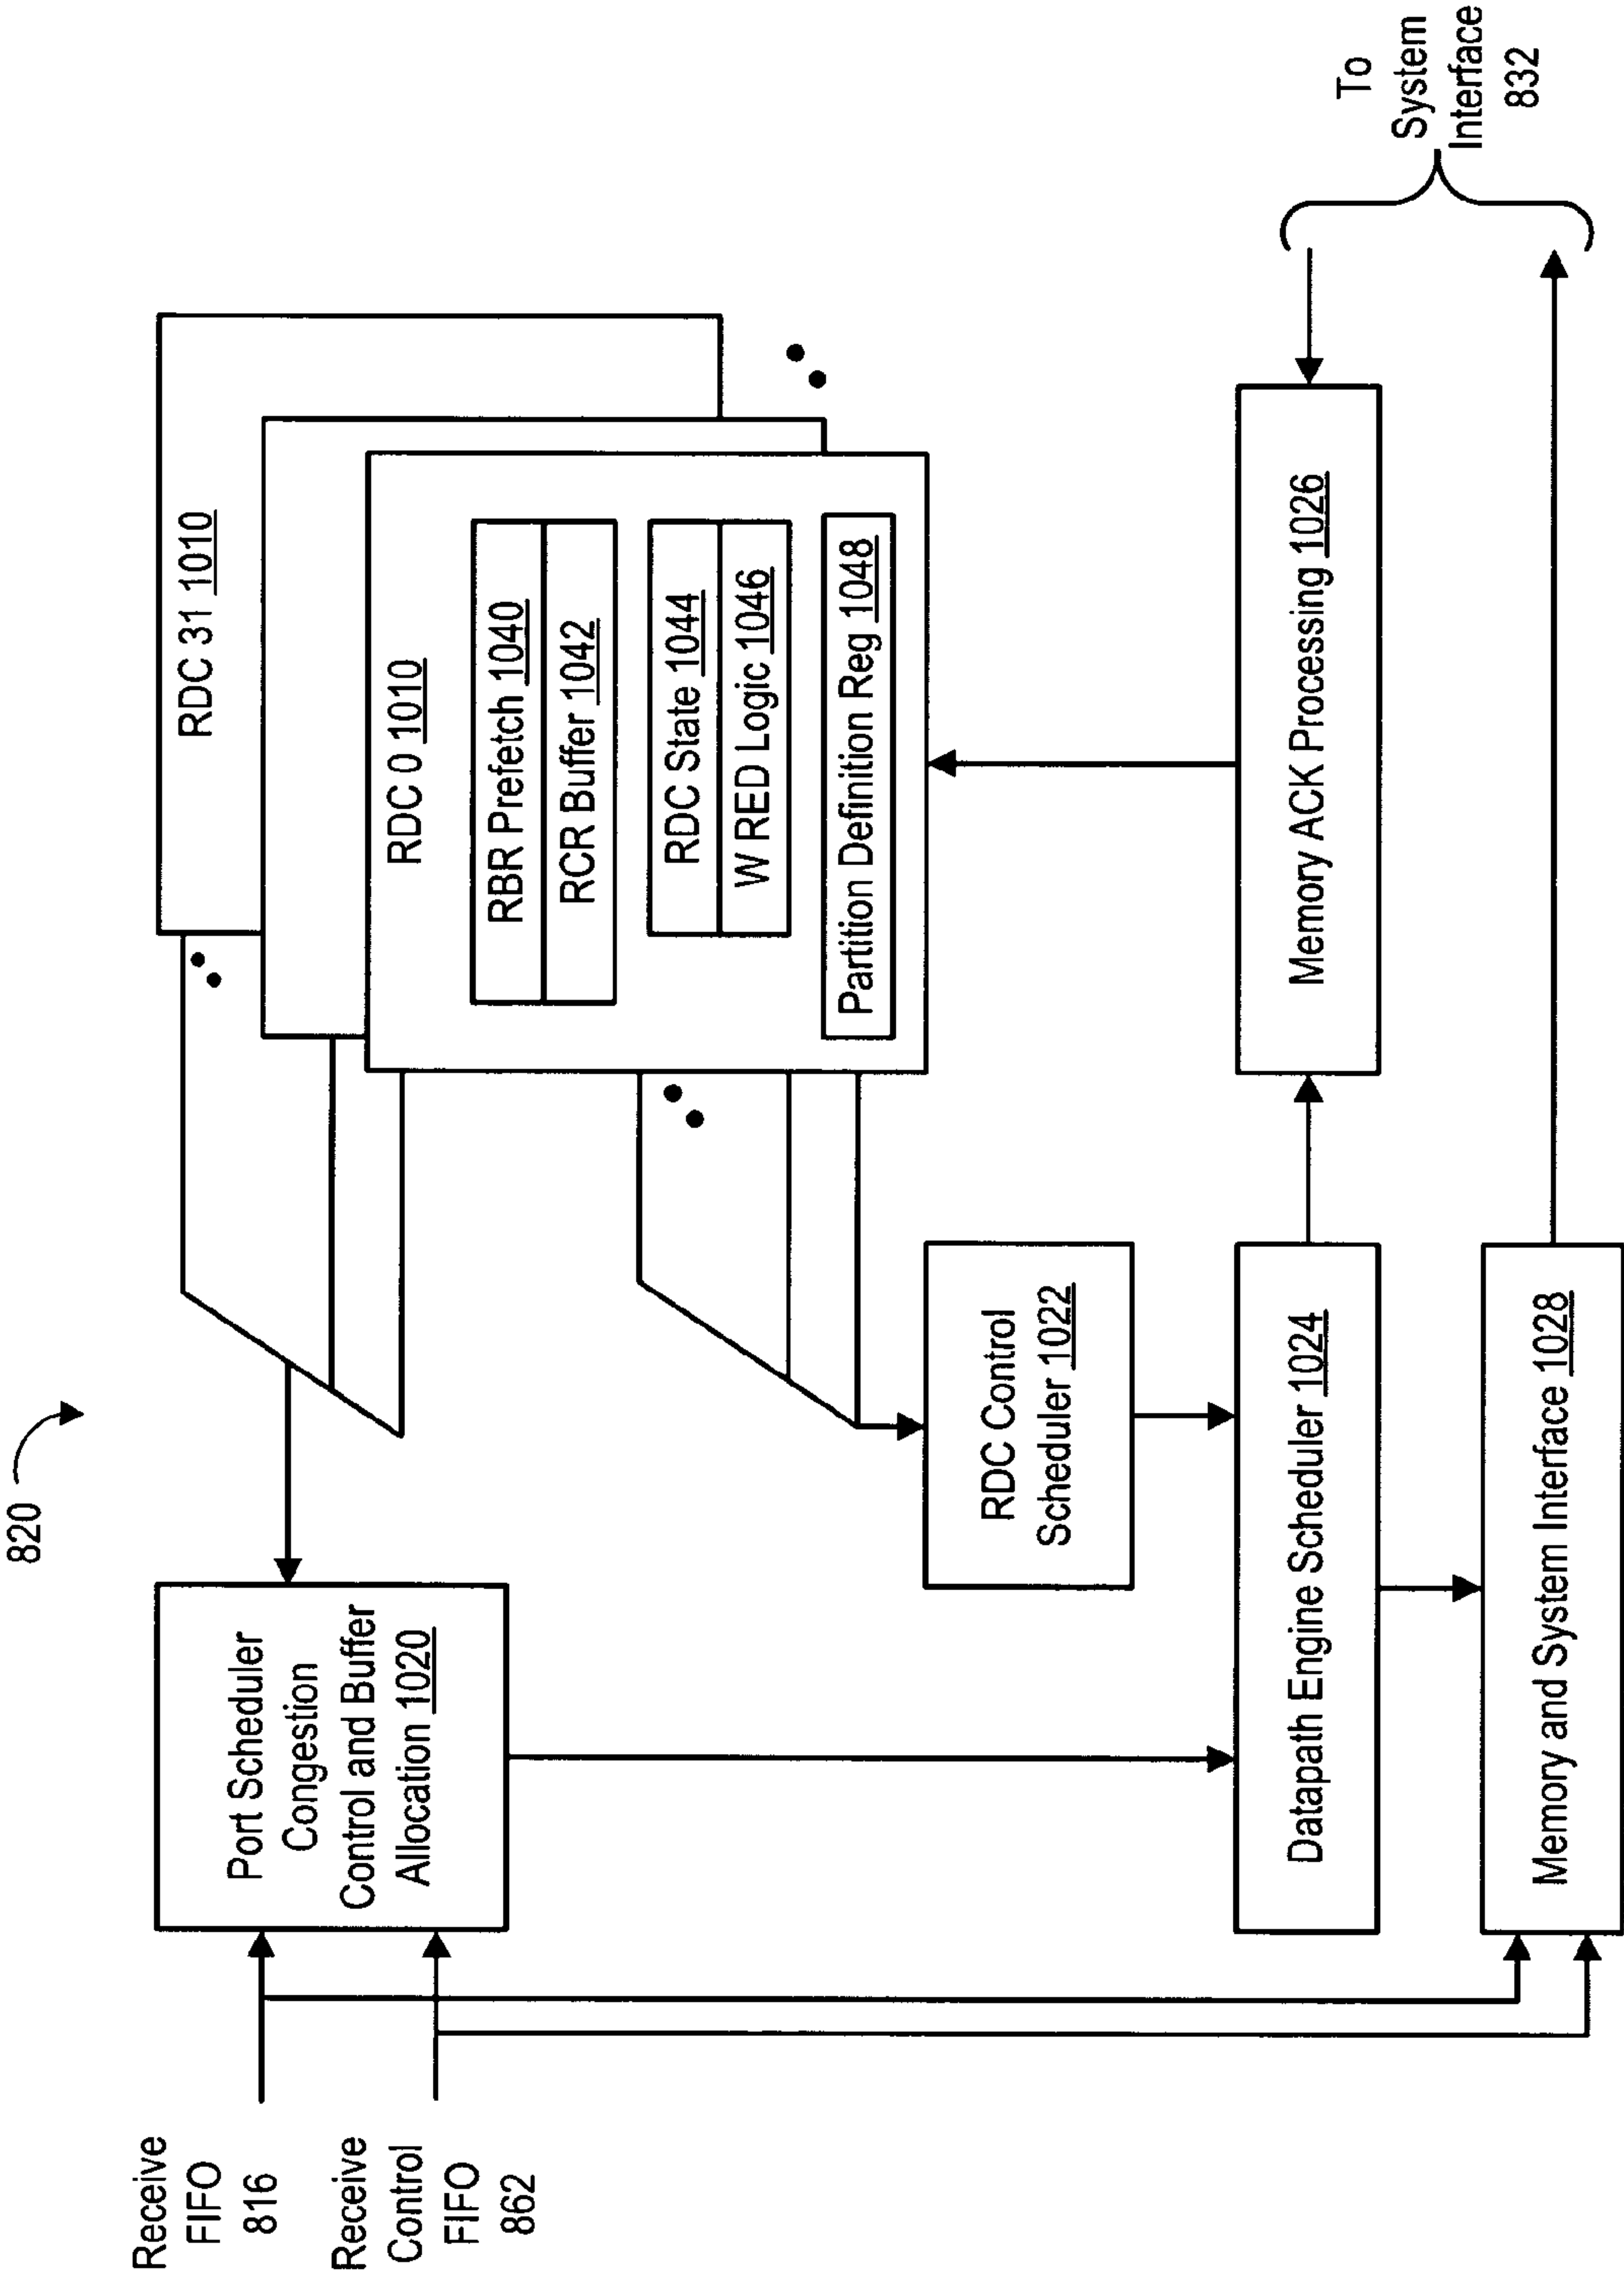 820
Receive
FIFO
816
Receive
Control
FIFO
862
Port Scheduler
Congestion
Control and Buffer
Allocation 1020
RDC 31 1010
RDC 0 1010
RBR Prefetch 1040
RCR Buffer 1042
RDC State 1044
W RED Logic 1046
Partition Definition Reg 1048
RDC Control
Scheduler 1022
Datapath Engine Scheduler 1024
Memory ACK Processing 1026
Memory and System Interface 1028
To
System
Interface
832